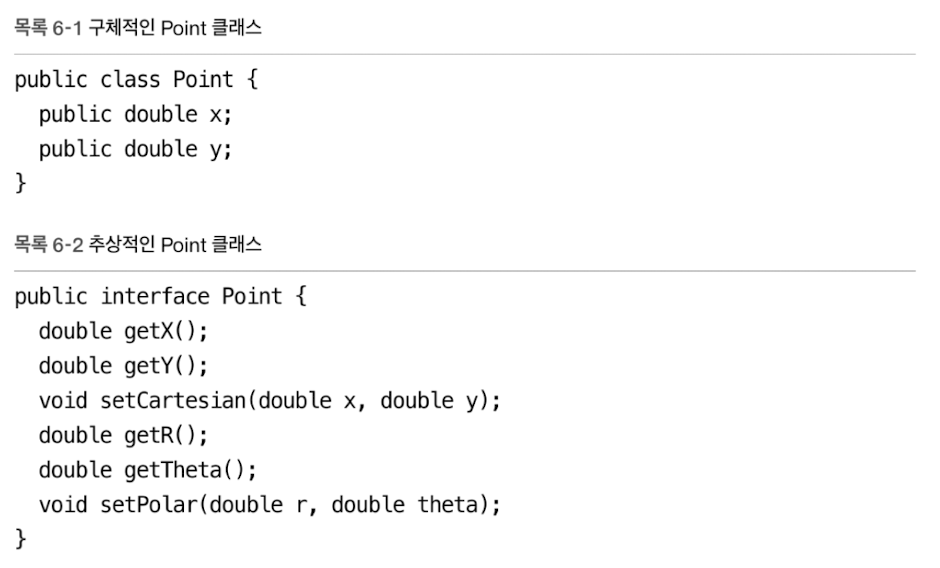 목록 6-1 구체적인 Point 클래스
public class Point {
  public double x;
  public double y;
}
목록 6-2 추상적인 Point 클래스
public interface Point {
  double getX();
  double getY();
  void setCartesian(double x, double y);
  double getR();
  double getTheta();
  void setPolar(double r, double theta);
}